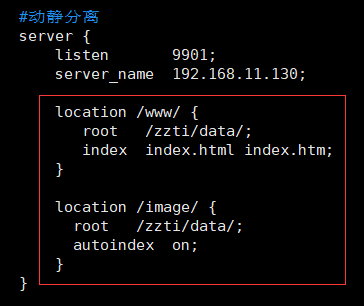 #动静分离
server {
    listen       9901;
    server_name  192.168.11.130;

    location /www/ {
       root   /zzti/data/;
       index  index.html index.htm;
    }

    location /image/ {
      root   /zzti/data/;
      autoindex  on;
    }
}